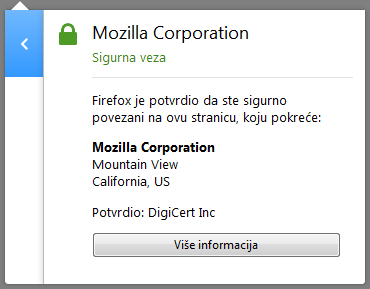 Mozilla Corporation
Sigurna veza
Firefox je potvrdio da ste sigurno
povezani na ovu stranicu, koju pokreće:
Mozilla Corporation
Mountain View
California, US
Potvrdio: DigiCert Inc
Više informacija